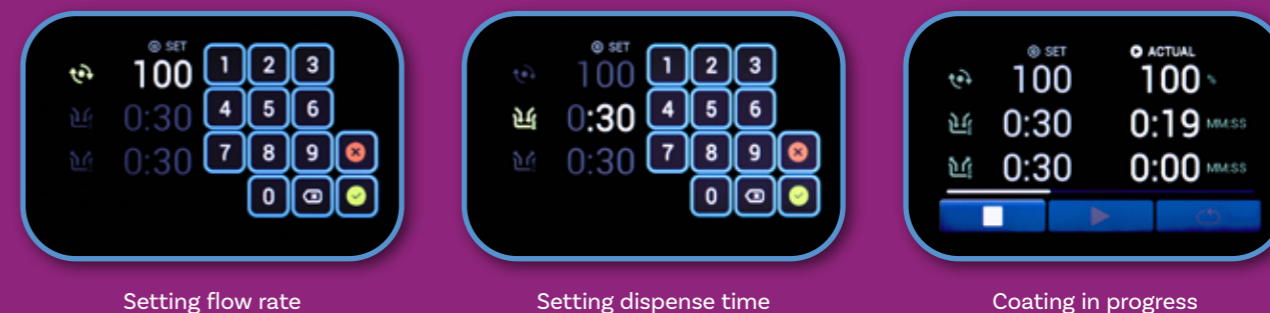 SET
100
0:30
0:30
1 2 3
4 5 6
7 8 9
0
Setting flow rate
SET
100
0:30
0:30
1 2 3
4 5 6
7 8 9
0
Setting dispense time
SET ACTUAL
100 100 %
0:30 0:19 MM:SS
0:30 0:00 MM:SS
Coating in progress